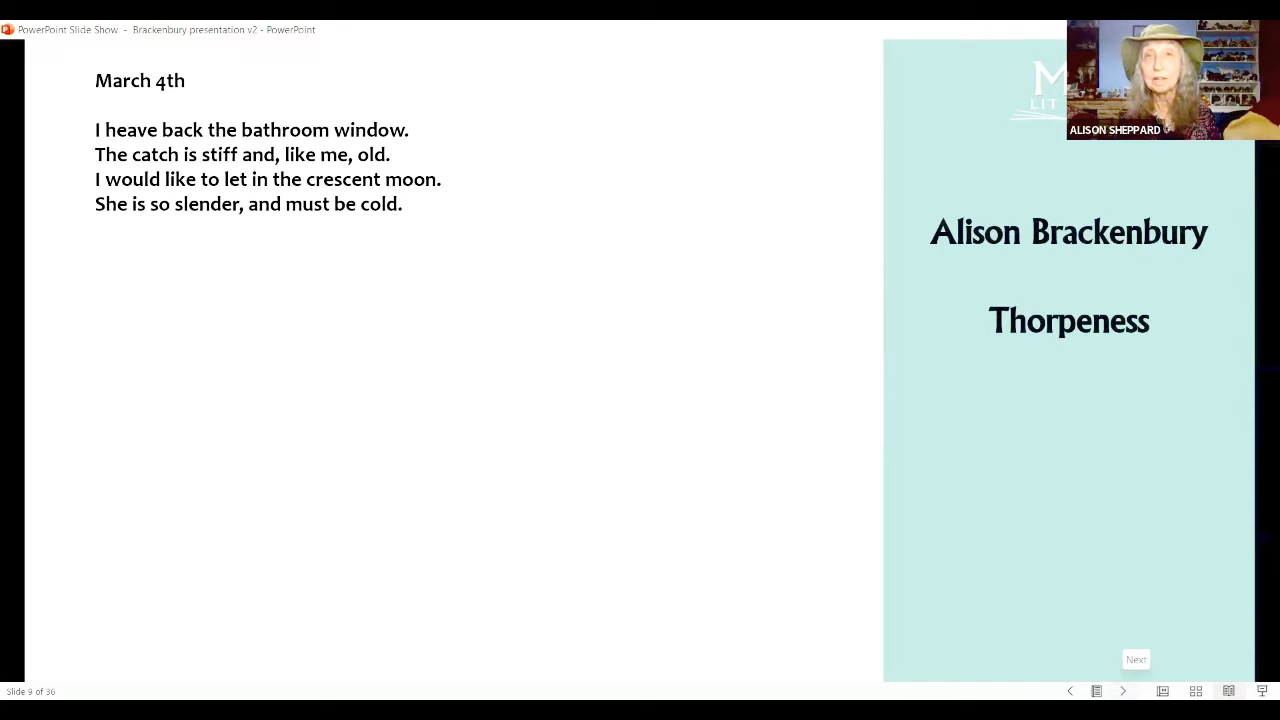 PowerPoint Slide Show - Brackenbury presentation v2 - PowerPoint
March 4th
I heave back the bathroom window.
The catch is stiff and, like me, old.
I would like to let in the crescent moon.
She is so slender, and must be cold.
ALISON SHEPPARD
Alison Brackenbury
Thorpeness
Next
Slide 9 of 36